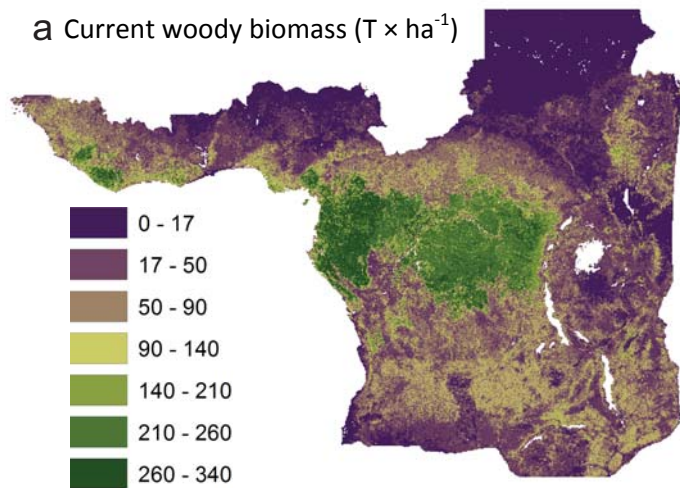 a Current woody biomass (T × ha⁻¹)
0 - 17
17 - 50
50 - 90
90 - 140
140 - 210
210 - 260
260 - 340